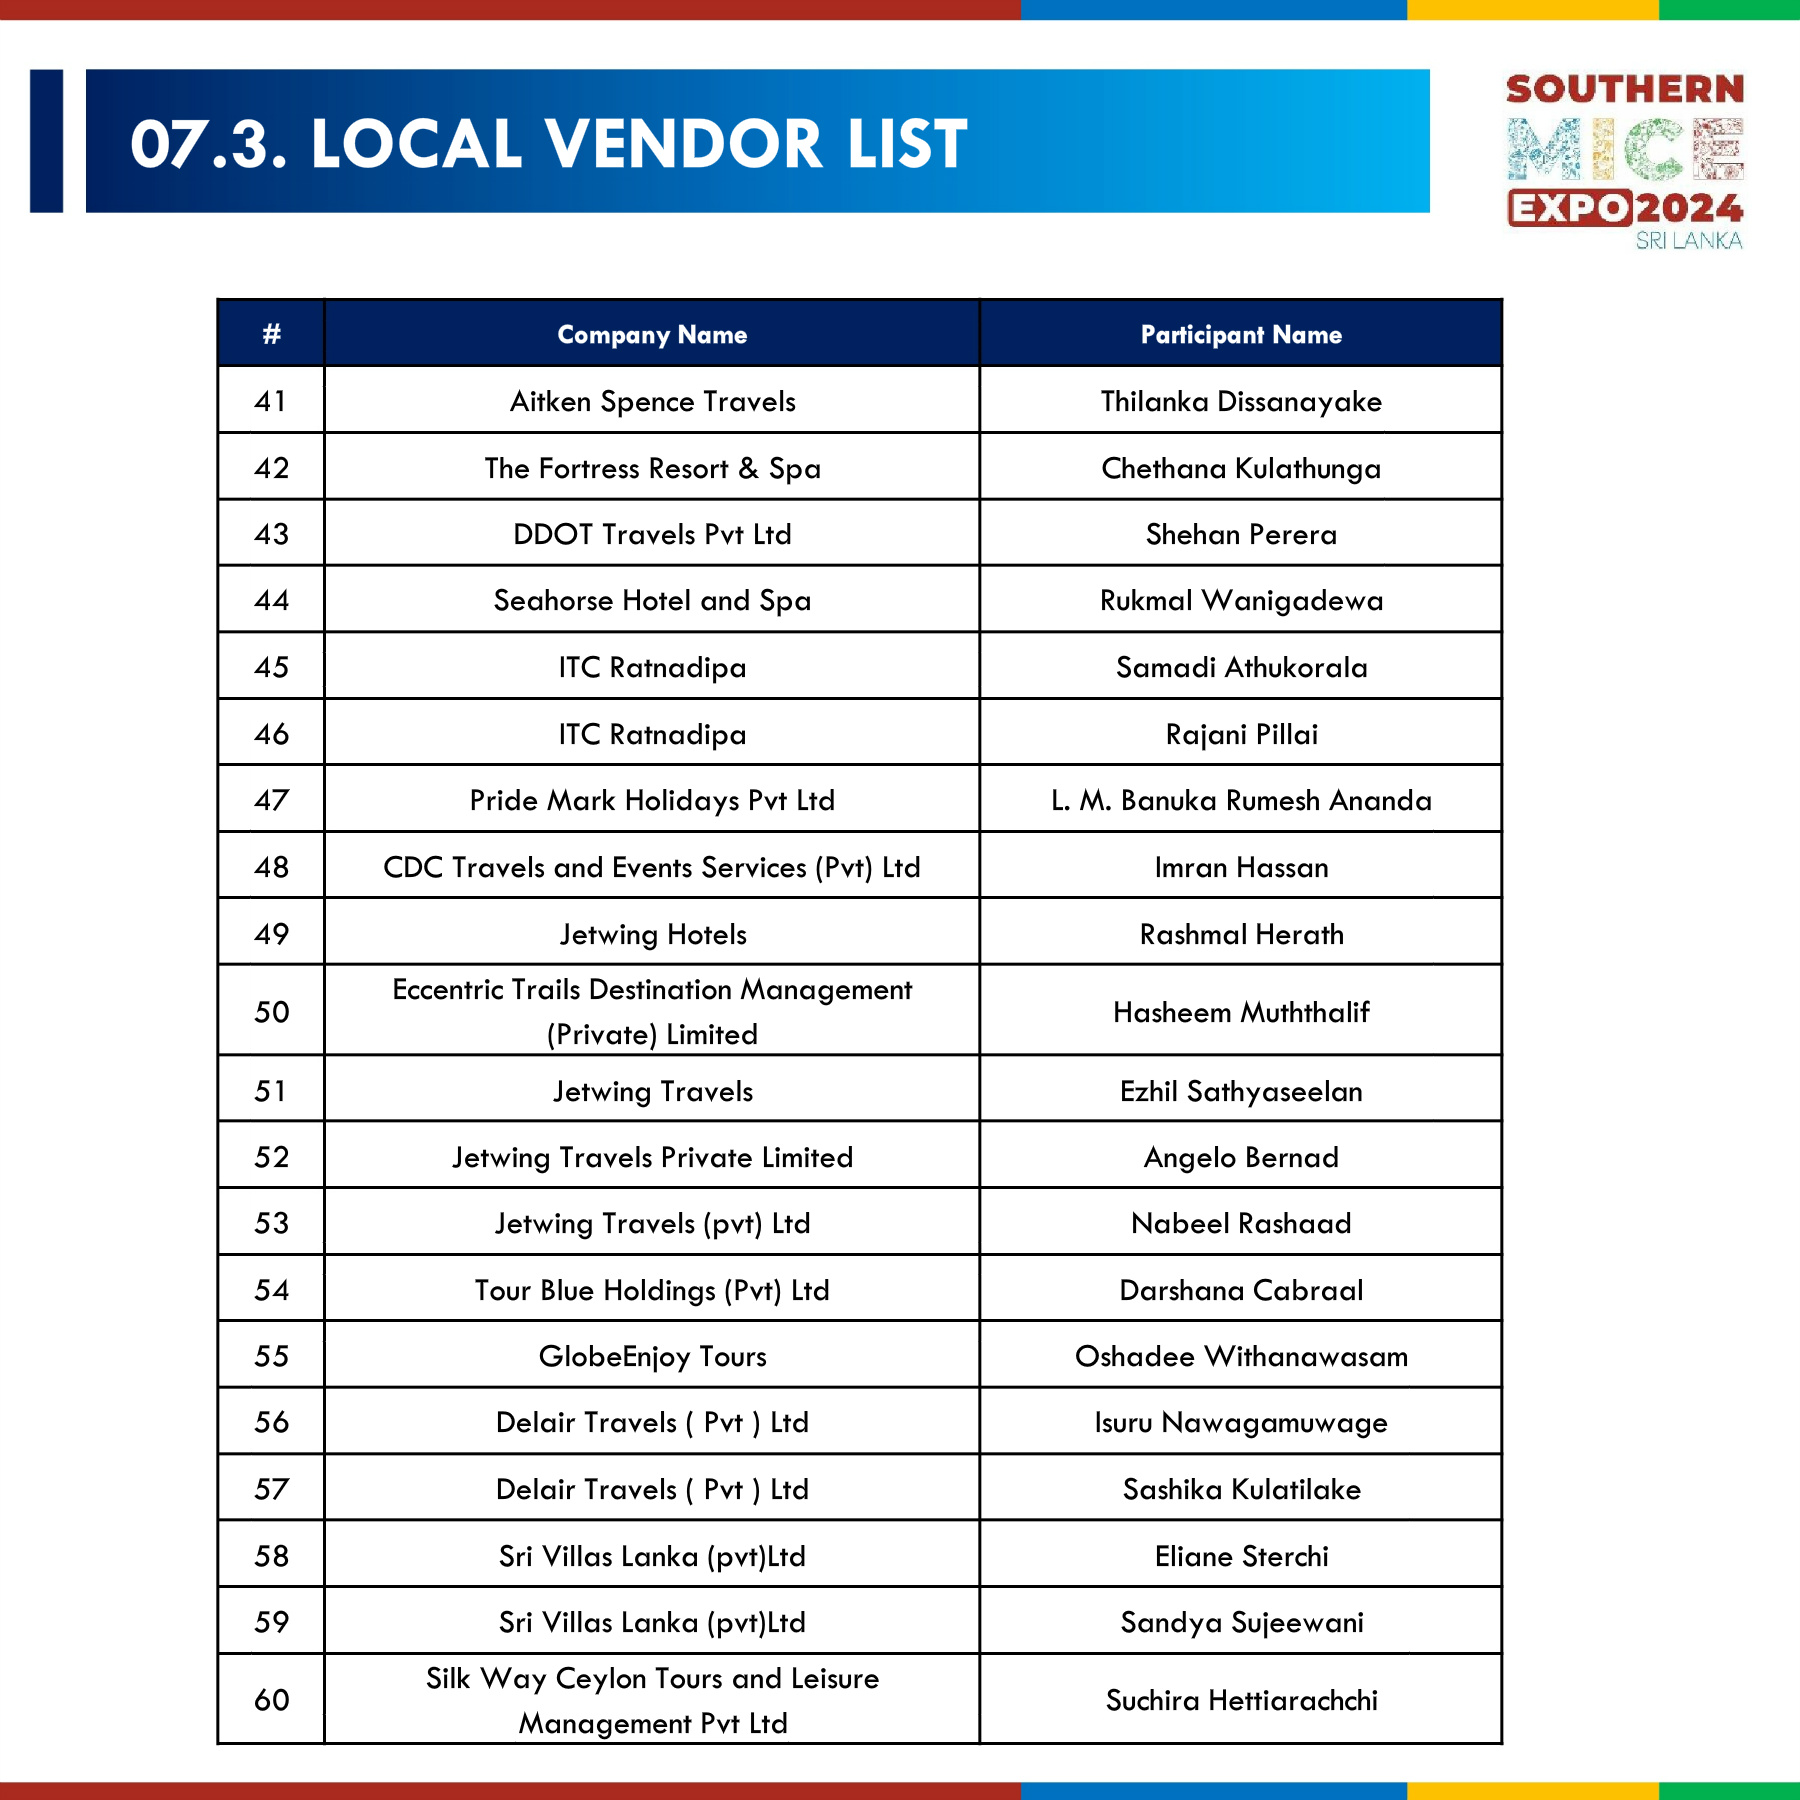 07.3. LOCAL VENDOR LIST
SOUTHERN
MICE
EXPO2024
SRI LANKA
# Company Name Participant Name
41 Aitken Spence Travels Thilanka Dissanayake
42 The Fortress Resort & Spa Chethana Kulathunga
43 DDOT Travels Pvt Ltd Shehan Perera
44 Seahorse Hotel and Spa Rukmal Wanigadewa
45 ITC Ratnadipa Samadi Athukorala
46 ITC Ratnadipa Rajani Pillai
47 Pride Mark Holidays Pvt Ltd L. M. Banuka Rumesh Ananda
48 CDC Travels and Events Services (Pvt) Ltd Imran Hassan
49 Jetwing Hotels Rashmal Herath
50 Eccentric Trails Destination Management
(Private) Limited Hasheem Muththalif
51 Jetwing Travels Ezhil Sathyaseelan
52 Jetwing Travels Private Limited Angelo Bernad
53 Jetwing Travels (pvt) Ltd Nabeel Rashaad
54 Tour Blue Holdings (Pvt) Ltd Darshana Cabraal
55 GlobeEnjoy Tours Oshadee Withanawasam
56 Delair Travels ( Pvt ) Ltd Isuru Nawagamuwage
57 Delair Travels ( Pvt ) Ltd Sashika Kulatilake
58 Sri Villas Lanka (pvt)Ltd Eliane Sterchi
59 Sri Villas Lanka (pvt)Ltd Sandya Sujeewani
60 Silk Way Ceylon Tours and Leisure
Management Pvt Ltd Suchira Hettiarachchi